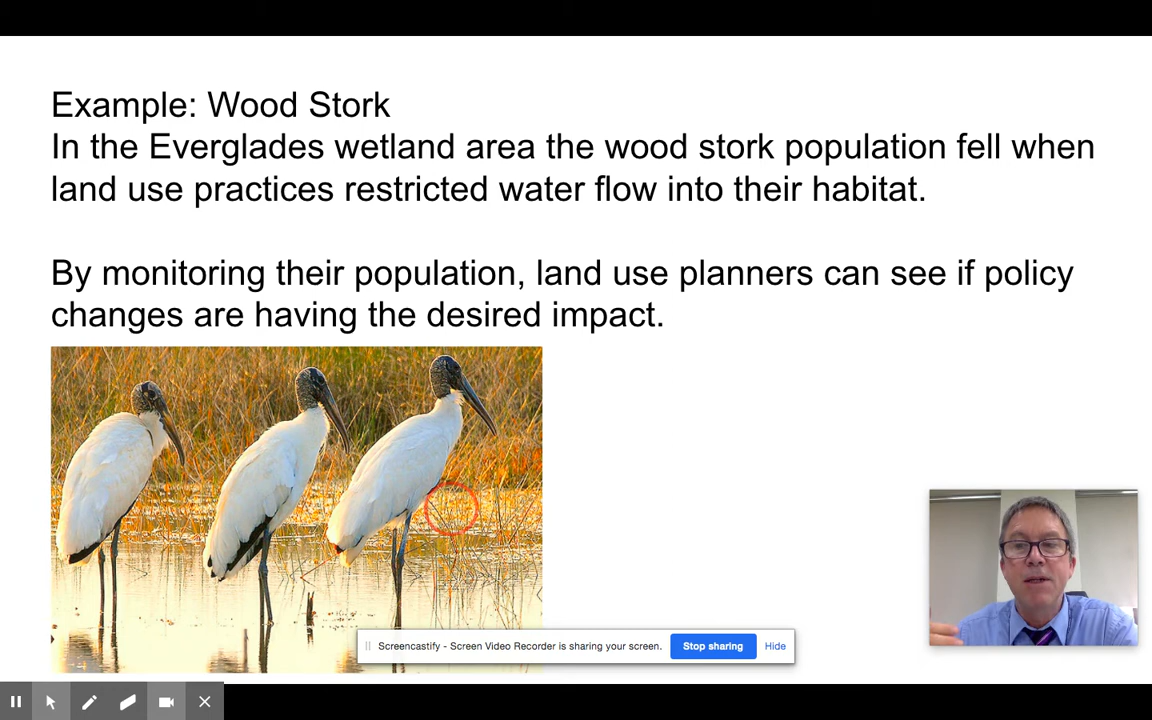 Example: Wood Stork
In the Everglades wetland area the wood stork population fell when
land use practices restricted water flow into their habitat.
By monitoring their population, land use planners can see if policy
changes are having the desired impact.
Screencastify - Screen Video Recorder is sharing your screen. Stop sharing Hide